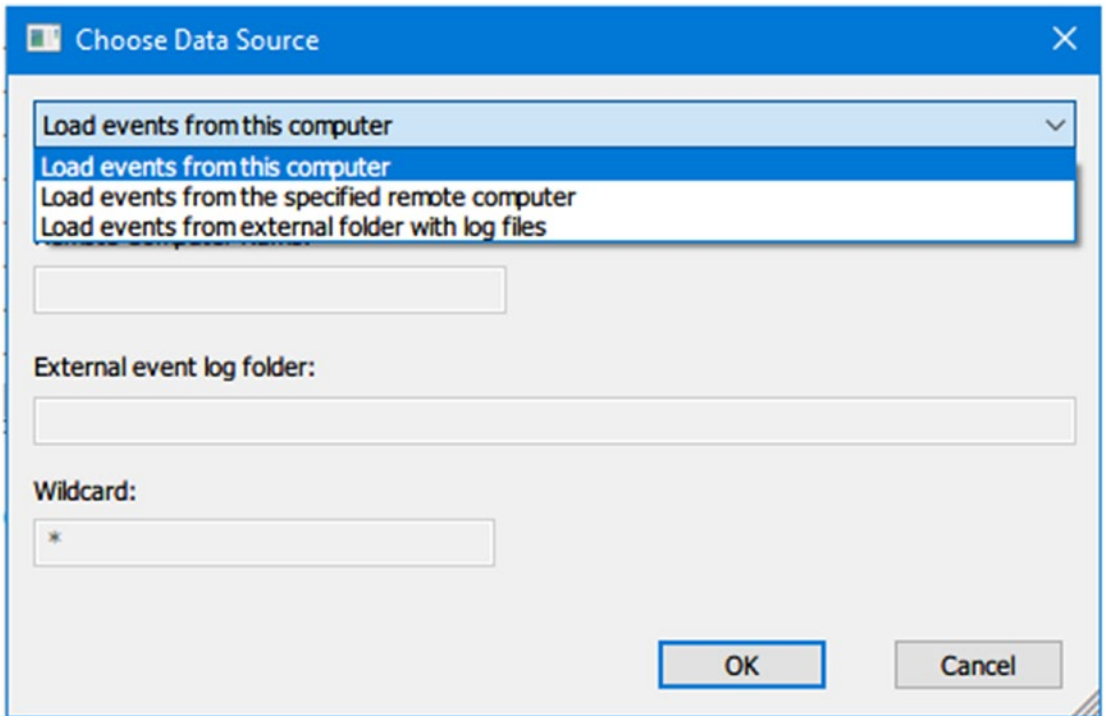 Choose Data Source
Load events from this computer
Load events from this computer
Load events from the specified remote computer
Load events from external folder with log files
External event log folder:
Wildcard:
*
OK
Cancel